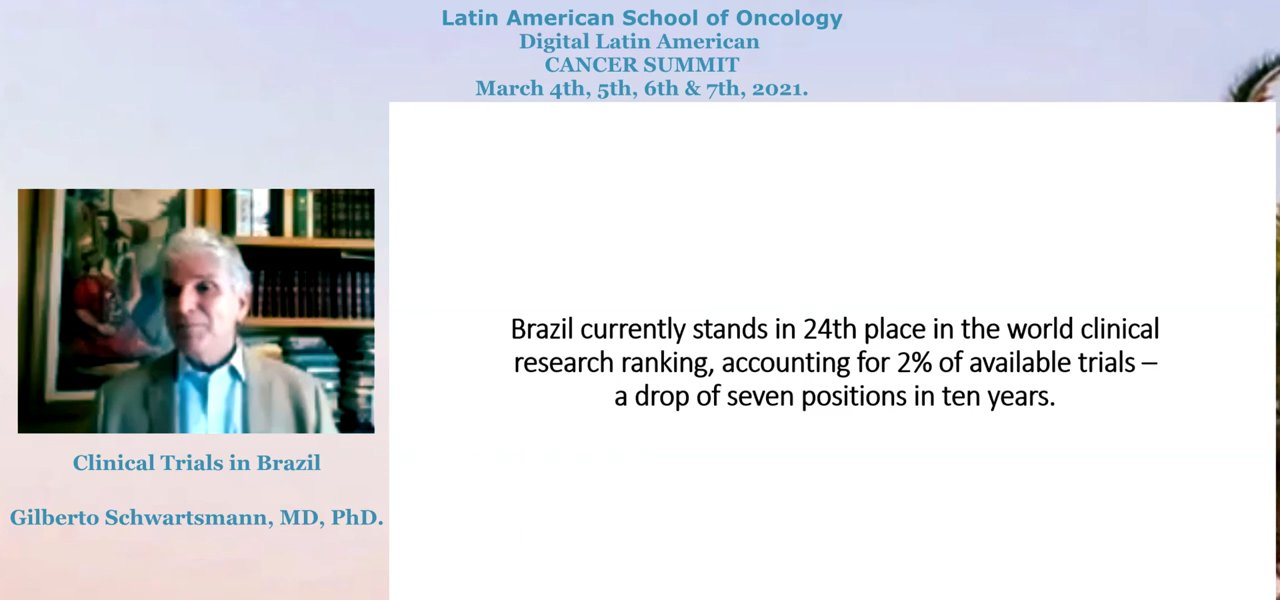 Latin American School of Oncology
Digital Latin American
CANCER SUMMIT
March 4th, 5th, 6th & 7th, 2021.
Brazil currently stands in 24th place in the world clinical
research ranking, accounting for 2% of available trials –
a drop of seven positions in ten years.
Clinical Trials in Brazil
Gilberto Schwartsmann, MD, PhD.